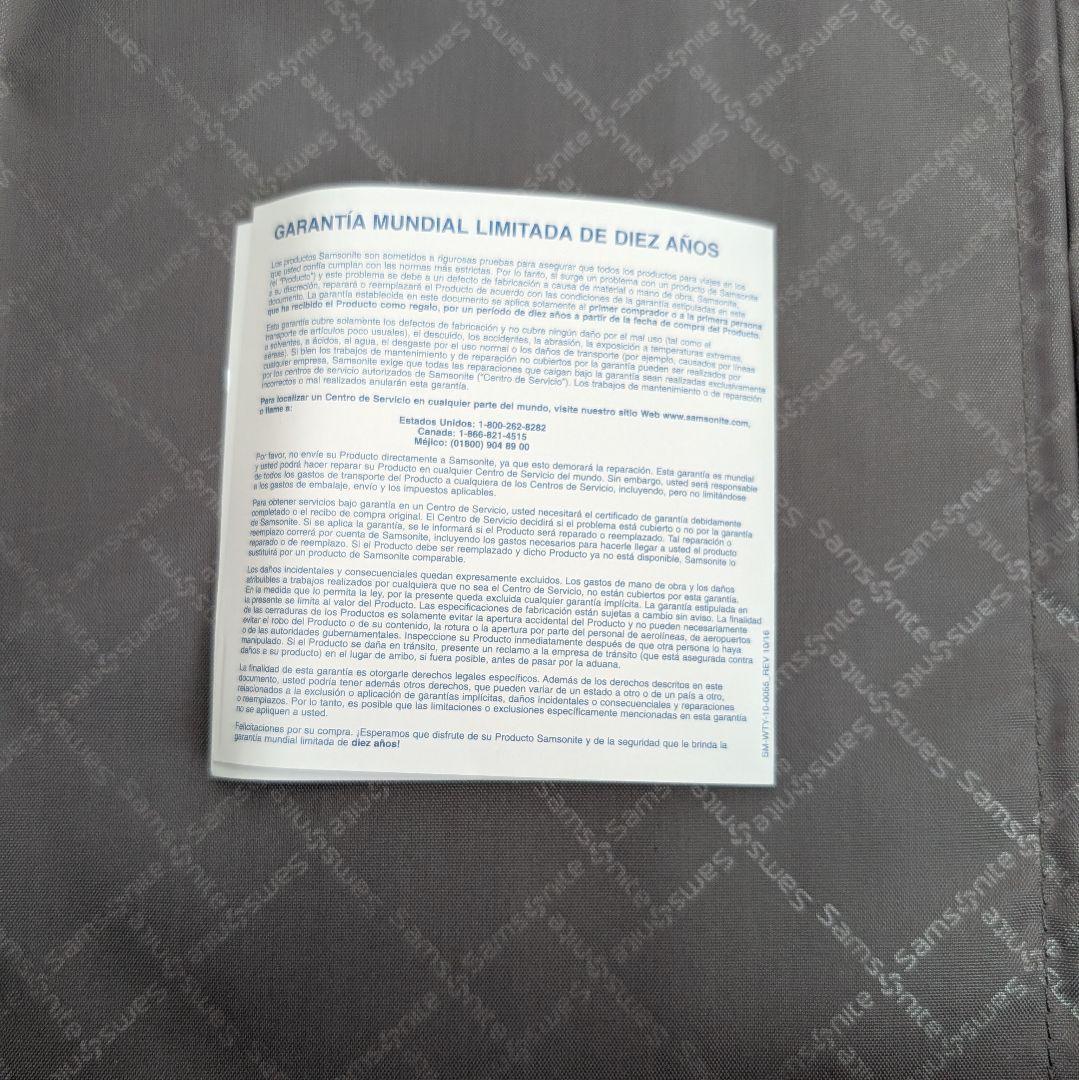 GARANTÍA MUNDIAL LIMITADA DE DIEZ AÑOS
Los productos Samsonite son sometidos a rigurosas pruebas para asegurar que todos los productos para viajes en los
que usted confía cumplan con las normas más estrictas. Por lo tanto, si surge un problema con un producto de Samsonite
(el "Producto") y este problema se debe a un defecto de fabricación a causa de material o mano de obra, Samsonite,
a su discreción, reparará o reemplazará el Producto de acuerdo con las condiciones de la garantía estipuladas en este
documento. La garantía establecida en este documento se aplica solamente al primer comprador o a la primera persona
que ha recibido el Producto como regalo, por un período de diez años a partir de la fecha de compra del Producto.
Esta garantía cubre solamente los defectos de fabricación y no cubre ningún daño por el mal uso (tal como el
transporte de artículos poco usuales), el descuido, los accidentes, la abrasión, la exposición a temperaturas extremas,
a solventes, a ácidos, al agua, el desgaste por el uso normal o los daños de transporte (por ejemplo, causados por líneas
aéreas). Si bien los trabajos de mantenimiento y de reparación no cubiertos por la garantía pueden ser realizados por
cualquier empresa, Samsonite exige que todas las reparaciones que caigan bajo la garantía sean realizadas exclusivamente
por los centros de servicio autorizados de Samsonite ("Centro de Servicio"). Los trabajos de mantenimiento o de reparación
incorrectos o mal realizados anularán esta garantía.
Para localizar un Centro de Servicio en cualquier parte del mundo, visite nuestro sitio Web www.samsonite.com,
o llame a:
Estados Unidos: 1-800-262-8282
Canada: 1-866-821-4515
Méjico: (01800) 904 89 00
Por favor, no envíe su Producto directamente a Samsonite, ya que esto demorará la reparación. Esta garantía es mundial
y usted podrá hacer reparar su Producto en cualquier Centro de Servicio del mundo. Sin embargo, usted será responsable
de todos los gastos de transporte del Producto a cualquiera de los Centros de Servicio, incluyendo, pero no limitándose
a los gastos de embalaje, envío y los impuestos aplicables.
Para obtener servicios bajo garantía en un Centro de Servicio, usted necesitará el certificado de garantía debidamente
completado o el recibo de compra original. El Centro de Servicio decidirá si el problema está cubierto o no por la garantía
de Samsonite. Si se aplica la garantía, se le informará si el Producto será reparado o reemplazado. Tal reparación o
reemplazo correrá por cuenta de Samsonite, incluyendo los gastos necesarios para hacerle llegar a usted el producto
reparado o de reemplazo. Si el Producto debe ser reemplazado y dicho Producto ya no está disponible, Samsonite lo
sustituirá por un producto de Samsonite comparable.
Los daños incidentales y consecuenciales quedan expresamente excluidos. Los gastos de mano de obra y los daños
atribuibles a trabajos realizados por cualquiera que no sea el Centro de Servicio, no están cubiertos por esta garantía.
En la medida que lo permita la ley, por la presente queda excluida cualquier garantía implícita. La garantía estipulada en
la presente se limita al valor del Producto. Las especificaciones de fabricación están sujetas a cambio sin aviso. La finalidad
de las cerraduras de los Productos es solamente evitar la apertura accidental del Producto y no pueden necesariamente
evitar el robo del Producto o de su contenido, la rotura o la apertura por parte del personal de aerolíneas, de aeropuertos
o de las autoridades gubernamentales. Inspeccione su Producto inmediatamente después de que otra persona lo haya
manipulado. Si el Producto se daña en tránsito, presente un reclamo a la empresa de tránsito (que está asegurada contra
daños a su producto) en el lugar de arribo, si fuera posible, antes de pasar por la aduana.
La finalidad de esta garantía es otorgarle derechos legales específicos. Además de los derechos descritos en este
documento, usted podría tener además otros derechos, que pueden variar de un estado a otro o de un país a otro,
relacionados a la exclusión o aplicación de garantías implícitas, daños incidentales o consecuenciales y reparaciones
o reemplazos. Por lo tanto, es posible que las limitaciones o exclusiones específicamente mencionadas en esta garantía
no se apliquen a usted.
Felicitaciones por su compra. ¡Esperamos que disfrute de su Producto Samsonite y de la seguridad que le brinda la
garantía mundial limitada de diez años!
SM-WTY-10-0055 REV 10/16
Samsonite